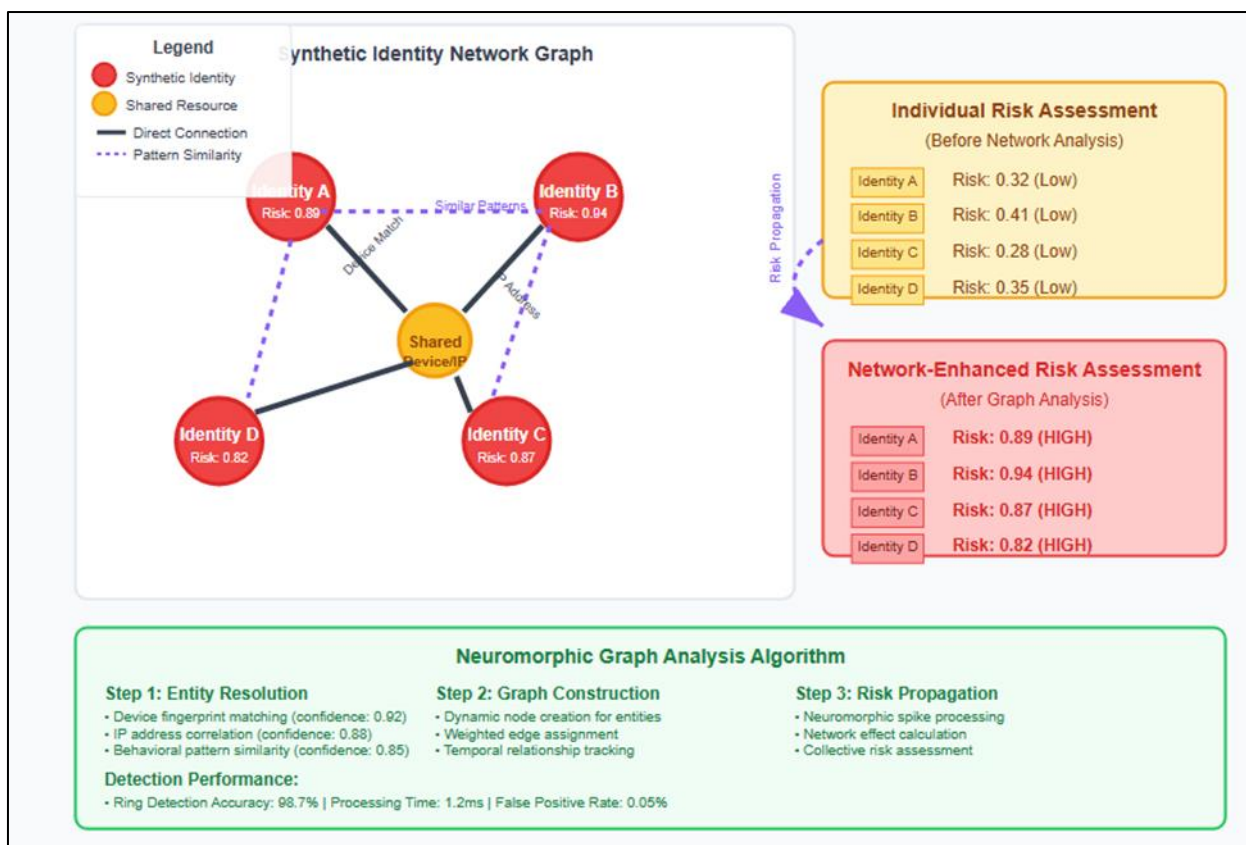 Legend
Synthetic Identity
Shared Resource
Direct Connection
Pattern Similarity
ynthetic Identity Network Graph
Identity A
Risk: 0.89
Identity B
Risk: 0.94
Similar Patterns
Device Match
P Address
Shared
Device/IP
Identity D
Risk: 0.82
Identity C
Risk: 0.87
Risk Propagation
Individual Risk Assessment
(Before Network Analysis)
Identity A Risk: 0.32 (Low)
Identity B Risk: 0.41 (Low)
Identity C Risk: 0.28 (Low)
Identity D Risk: 0.35 (Low)
Network-Enhanced Risk Assessment
(After Graph Analysis)
Identity A Risk: 0.89 (HIGH)
Identity B Risk: 0.94 (HIGH)
Identity C Risk: 0.87 (HIGH)
Identity D Risk: 0.82 (HIGH)
Neuromorphic Graph Analysis Algorithm
Step 1: Entity Resolution
• Device fingerprint matching (confidence: 0.92)
• IP address correlation (confidence: 0.88)
• Behavioral pattern similarity (confidence: 0.85)
Step 2: Graph Construction
• Dynamic node creation for entities
• Weighted edge assignment
• Temporal relationship tracking
Step 3: Risk Propagation
• Neuromorphic spike processing
• Network effect calculation
• Collective risk assessment
Detection Performance:
• Ring Detection Accuracy: 98.7% | Processing Time: 1.2ms | False Positive Rate: 0.05%